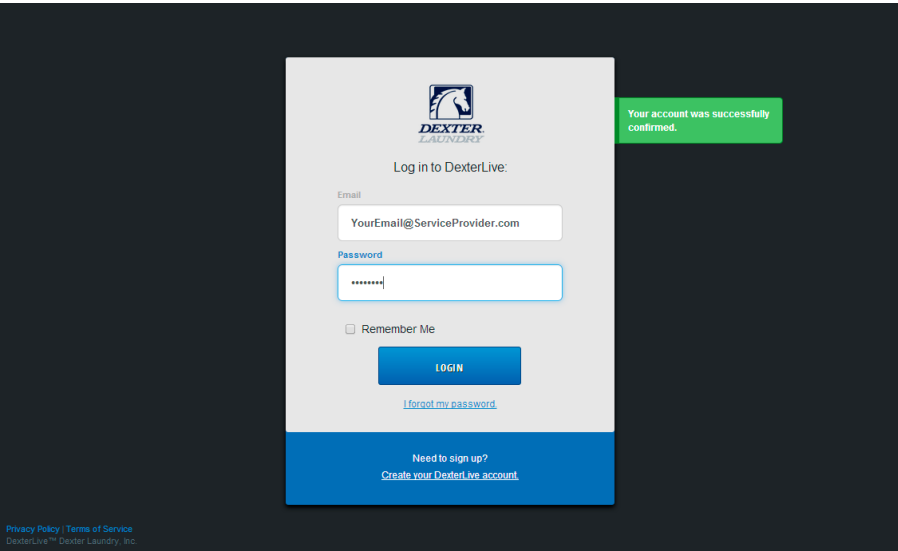 DEXTER
LAUNDRY
Your account was successfully
confirmed.
Log in to DexterLive:
Email
YourEmail@ServiceProvider.com
Password
••••••••
Remember Me
LOGIN
I forgot my password.
Need to sign up?
Create your DexterLive account.
Privacy Policy | Terms of Service
DexterLive™ Dexter Laundry, Inc.